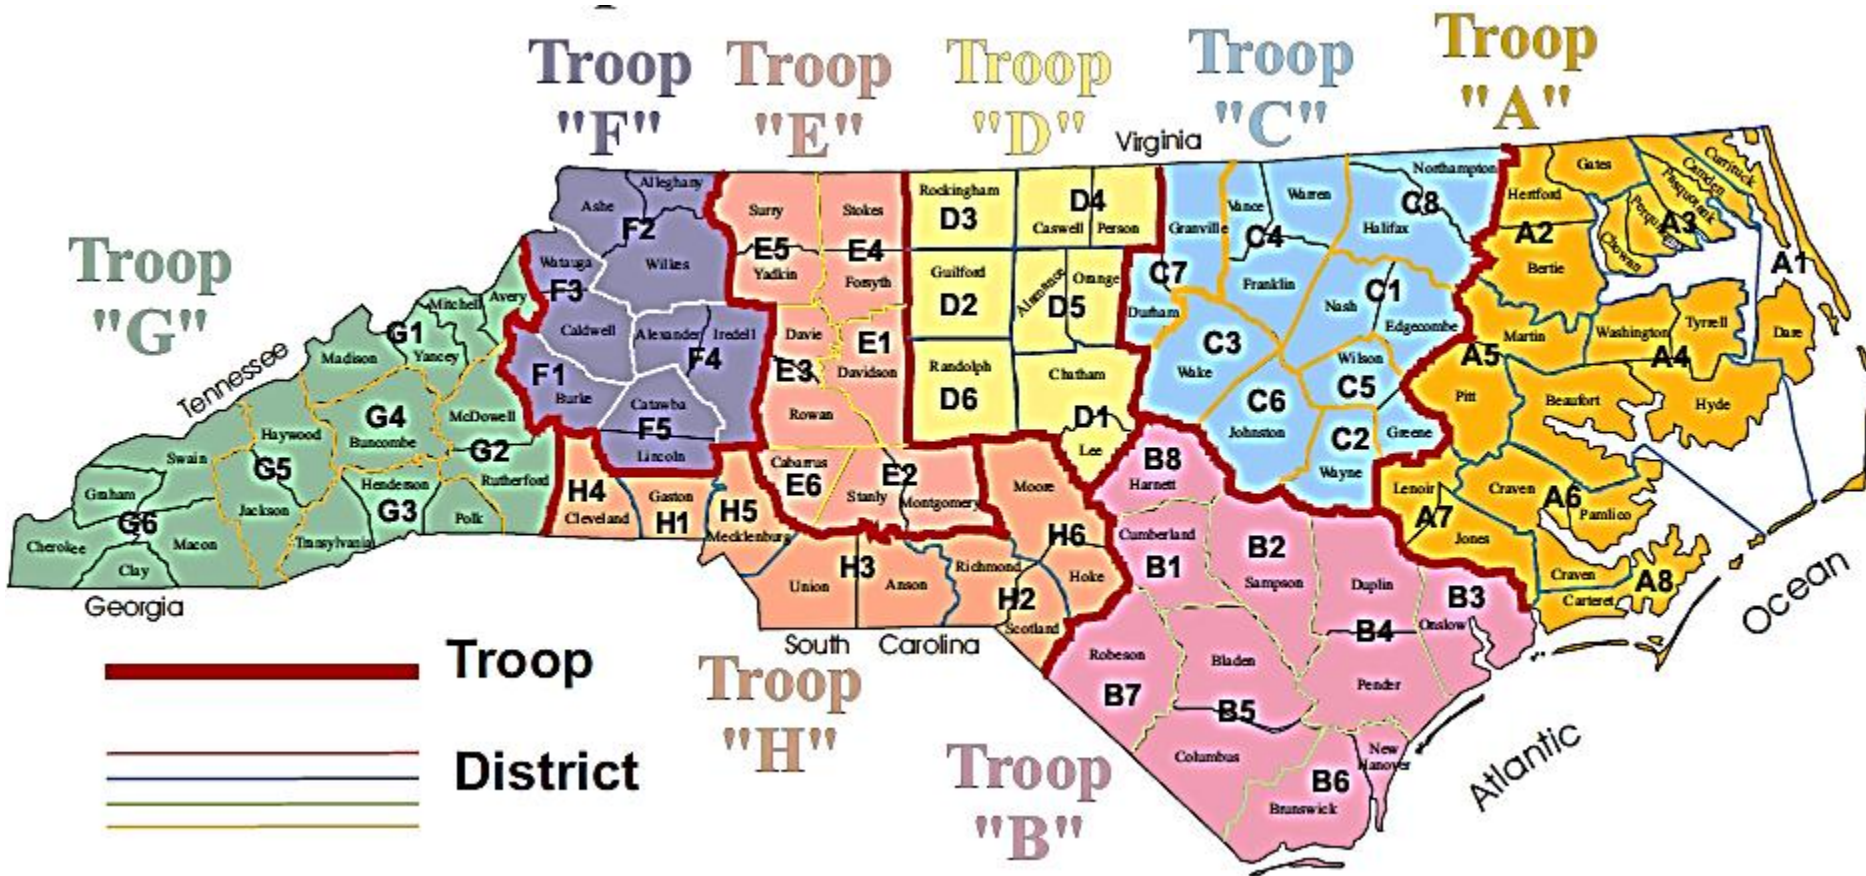 Troop
"F"
Troop
"E"
Troop
"D"
Troop
"C"
Troop
"A"
Troop
"G"
Virginia
Tennessee
Georgia
South Carolina
Atlantic
Ocean
Alleghany
Ashe
F2
Wilkes
Watauga
F3
Caldwell
Alexander
Iredell
F4
F1
Burke
Catawba
F5
Lincoln
Surry
Stokes
E5
E4
Yadkin
Forsyth
Davie
E1
E3
Davidson
Rowan
Cabarrus
E6
E2
Stanly
Montgomery
Rockingham
D3
D4
Caswell
Person
Guilford
D2
Alamance
Orange
D5
Randolph
D6
Chatham
D1
Lee
Granville
Vance
Warren
Northampton
C8
Halifax
C4
C7
Durham
Franklin
Nash
C1
Edgecombe
C3
Wake
Wilson
C5
C6
Johnston
C2
Wayne
Greene
Gates
Hertford
A2
Bertie
Currituck
Camden
Pasquotank
A3
Chowan
A1
Martin
Washington
Tyrrell
Dare
A5
A4
Pitt
Beaufort
Hyde
Lenoir
Craven
A6
Pamlico
A7
Jones
Craven
A8
Carteret
Mitchell
Avery
G1
Yancey
Madison
G4
Buncombe
McDowell
G2
Rutherford
Haywood
Swain
G5
Henderson
G3
Polk
Graham
G6
Jackson
Transylvania
Cherokee
Macon
Clay
H4
Cleveland
Gaston
H1
H5
Mecklenburg
Moore
H6
Union
H3
Anson
Richmond
Hoke
H2
Scotland
B8
Harnett
Cumberland
B1
B2
Sampson
Duplin
B3
Onslow
B4
Robeson
B7
Bladen
B5
Pender
Columbus
New
Hanover
B6
Brunswick
Troop
District
Troop
"H"
Troop
"B"